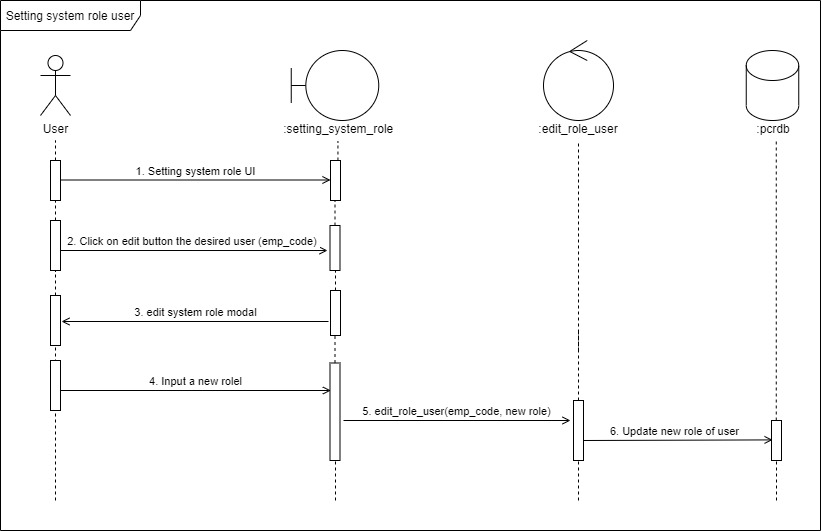 Setting system role user
User
:setting_system_role
:edit_role_user
:pcrdb
1. Setting system role UI
2. Click on edit button the desired user (emp_code)
3. edit system role modal
4. Input a new rolel
5. edit_role_user(emp_code, new role)
6. Update new role of user